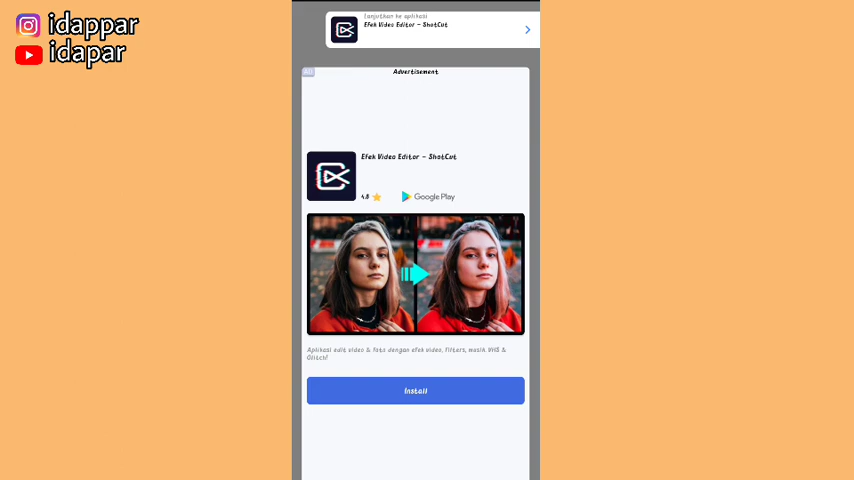 idappar
idapar
Lanjutkan ke aplikasi
Efek Video Editor - ShotCut
Ad
Advertisement
Efek Video Editor - ShotCut
4.8
Google Play
Aplikasi edit video & foto dengan efek video, filters, musik VHS &
Glitch!
Install